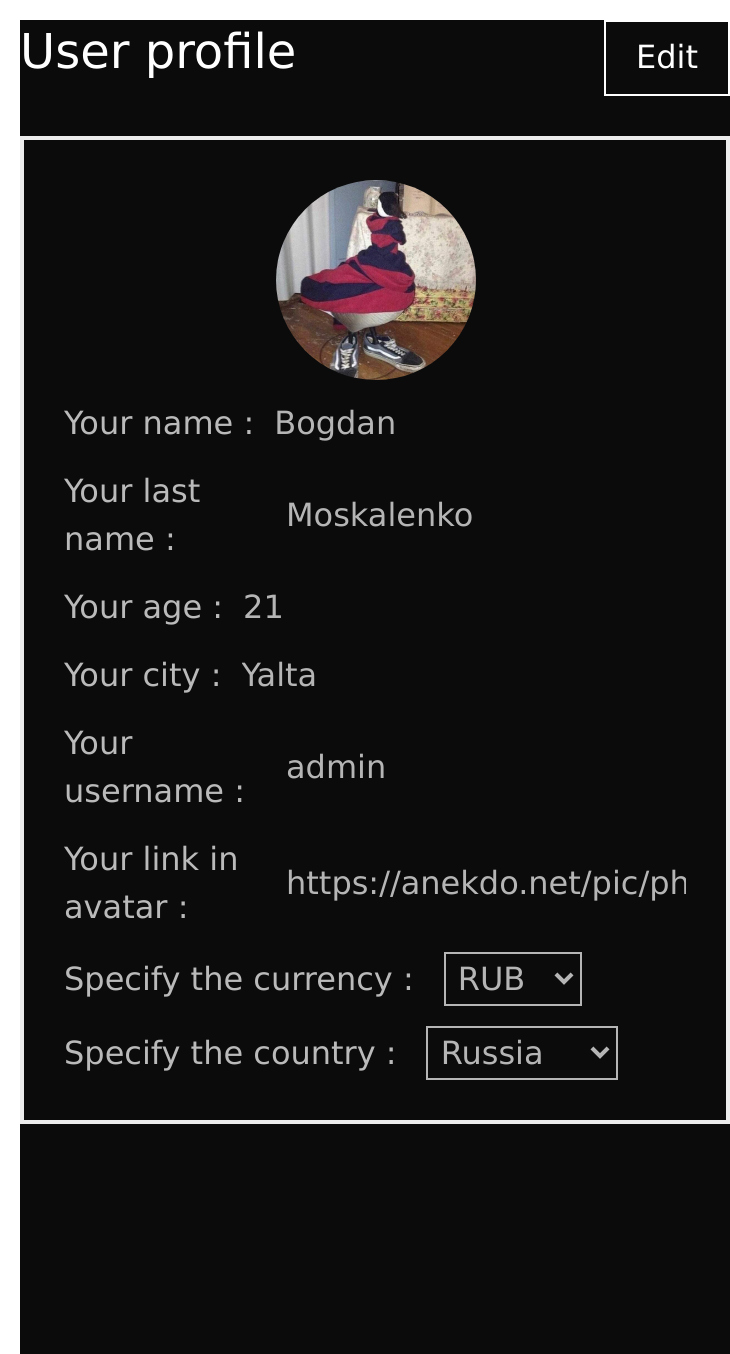 User profile
Edit
Your name : Bogdan
Your last
name :
Moskalenko
Your age : 21
Your city : Yalta
Your
username :
admin
Your link in
avatar :
https://anekdo.net/pic/ph
Specify the currency : RUB
Specify the country : Russia